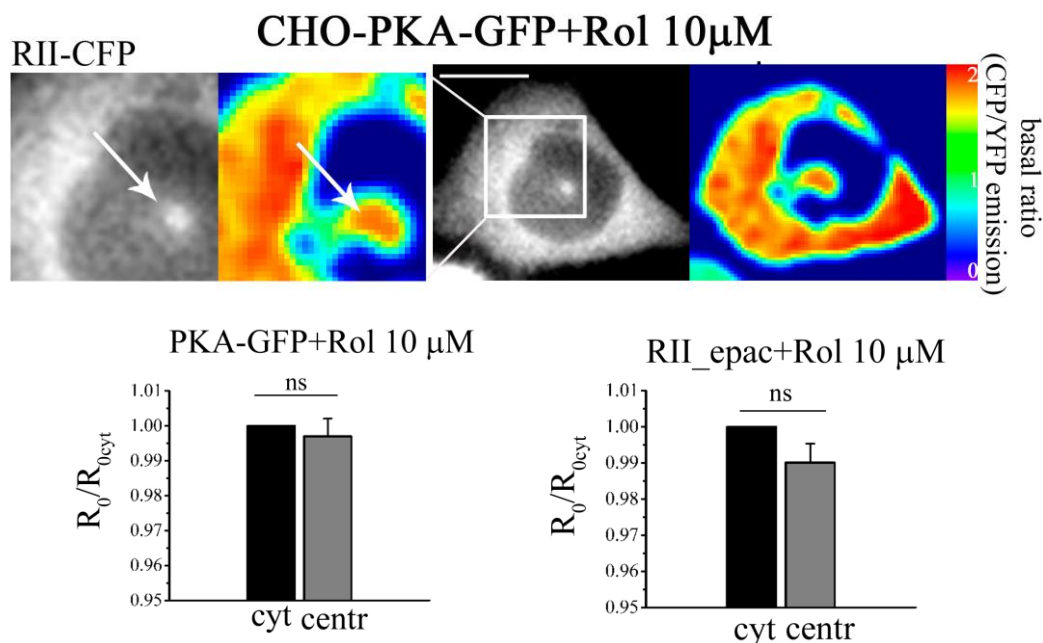 CHO-PKA-GFP+Rol 10μM
RII-CFP
2
1
0
basal ratio
(CFP/YFP emission)
PKA-GFP+Rol 10 μM
ns
1.01
1.00
0.99
0.98
0.97
0.96
0.95
R0/R0cyt
cyt centr
RII_epac+Rol 10 μM
ns
1.01
1.00
0.99
0.98
0.97
0.96
0.95
R0/R0cyt
cyt centr